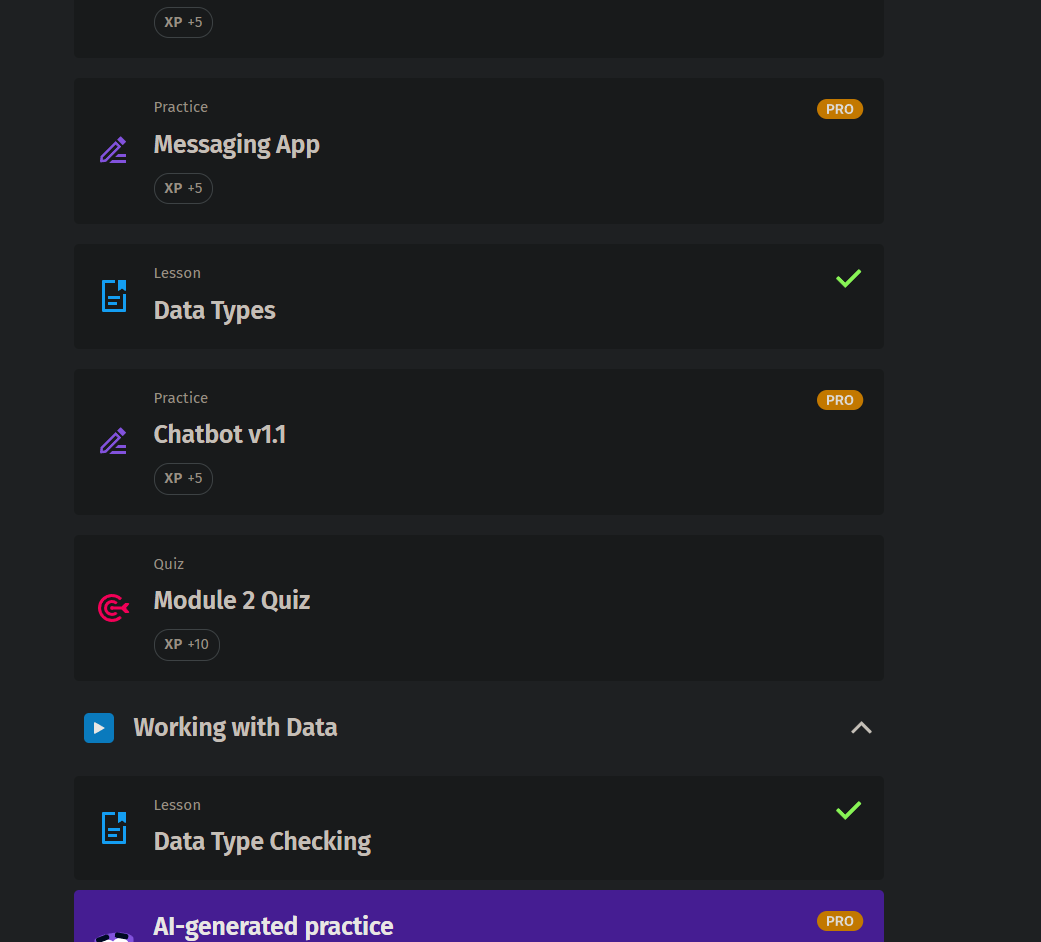 XP +5
Practice
PRO
Messaging App
XP +5
Lesson
Data Types
Practice
PRO
Chatbot v1.1
XP +5
Quiz
Module 2 Quiz
XP +10
Working with Data
Lesson
Data Type Checking
AI-generated practice
PRO